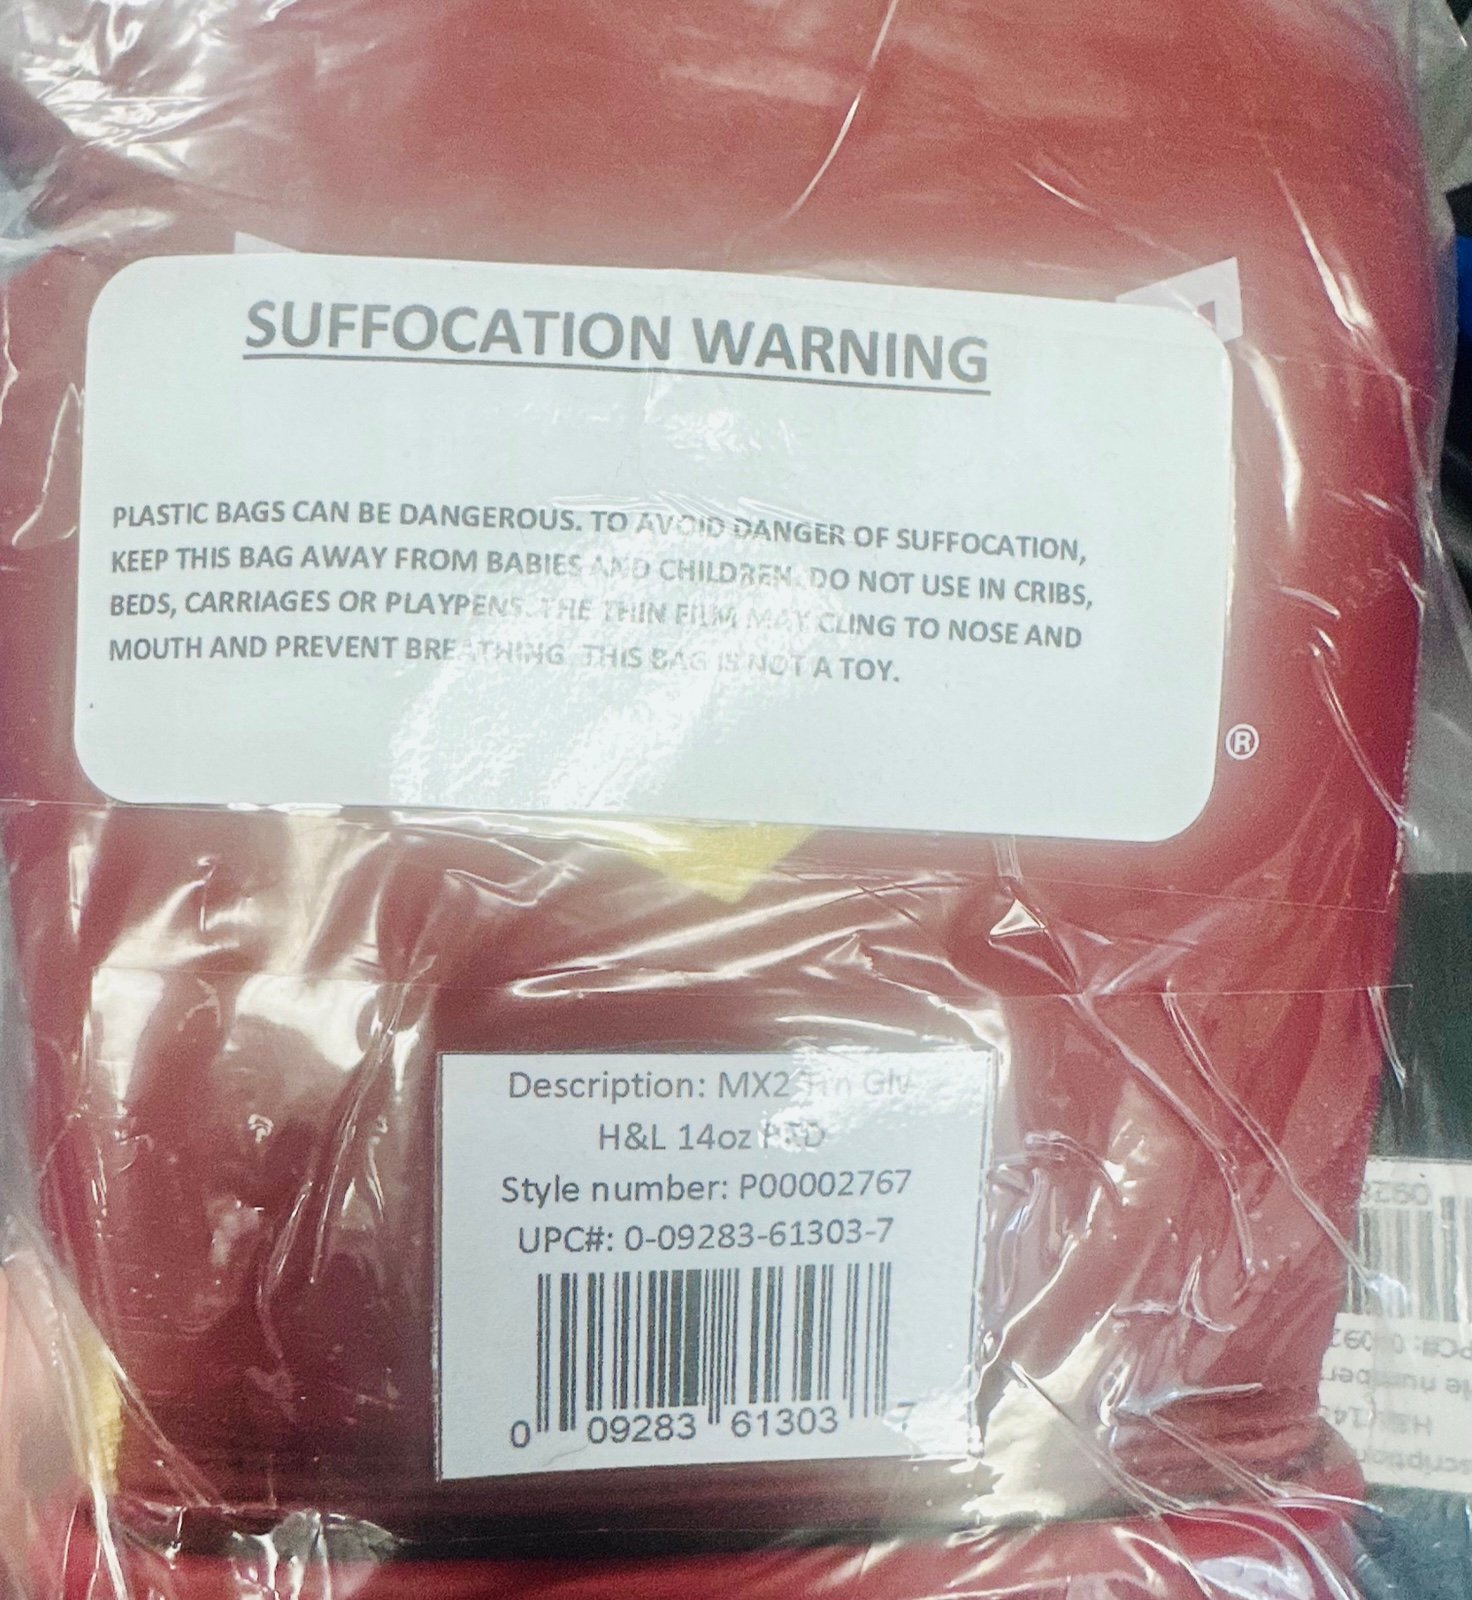 SUFFOCATION WARNING
PLASTIC BAGS CAN BE DANGEROUS. TO AVOID DANGER OF SUFFOCATION,
KEEP THIS BAG AWAY FROM BABIES AND CHILDREN. DO NOT USE IN CRIBS,
BEDS, CARRIAGES OR PLAYPENS. THE THIN FILM MAY CLING TO NOSE AND
MOUTH AND PREVENT BREATHING. THIS BAG IS NOT A TOY.
®
Description: MX2 Trn Glv
H&L 14oz
Style number: P00002767
UPC#: 0-09283-61303-7
0 09283 61303 7